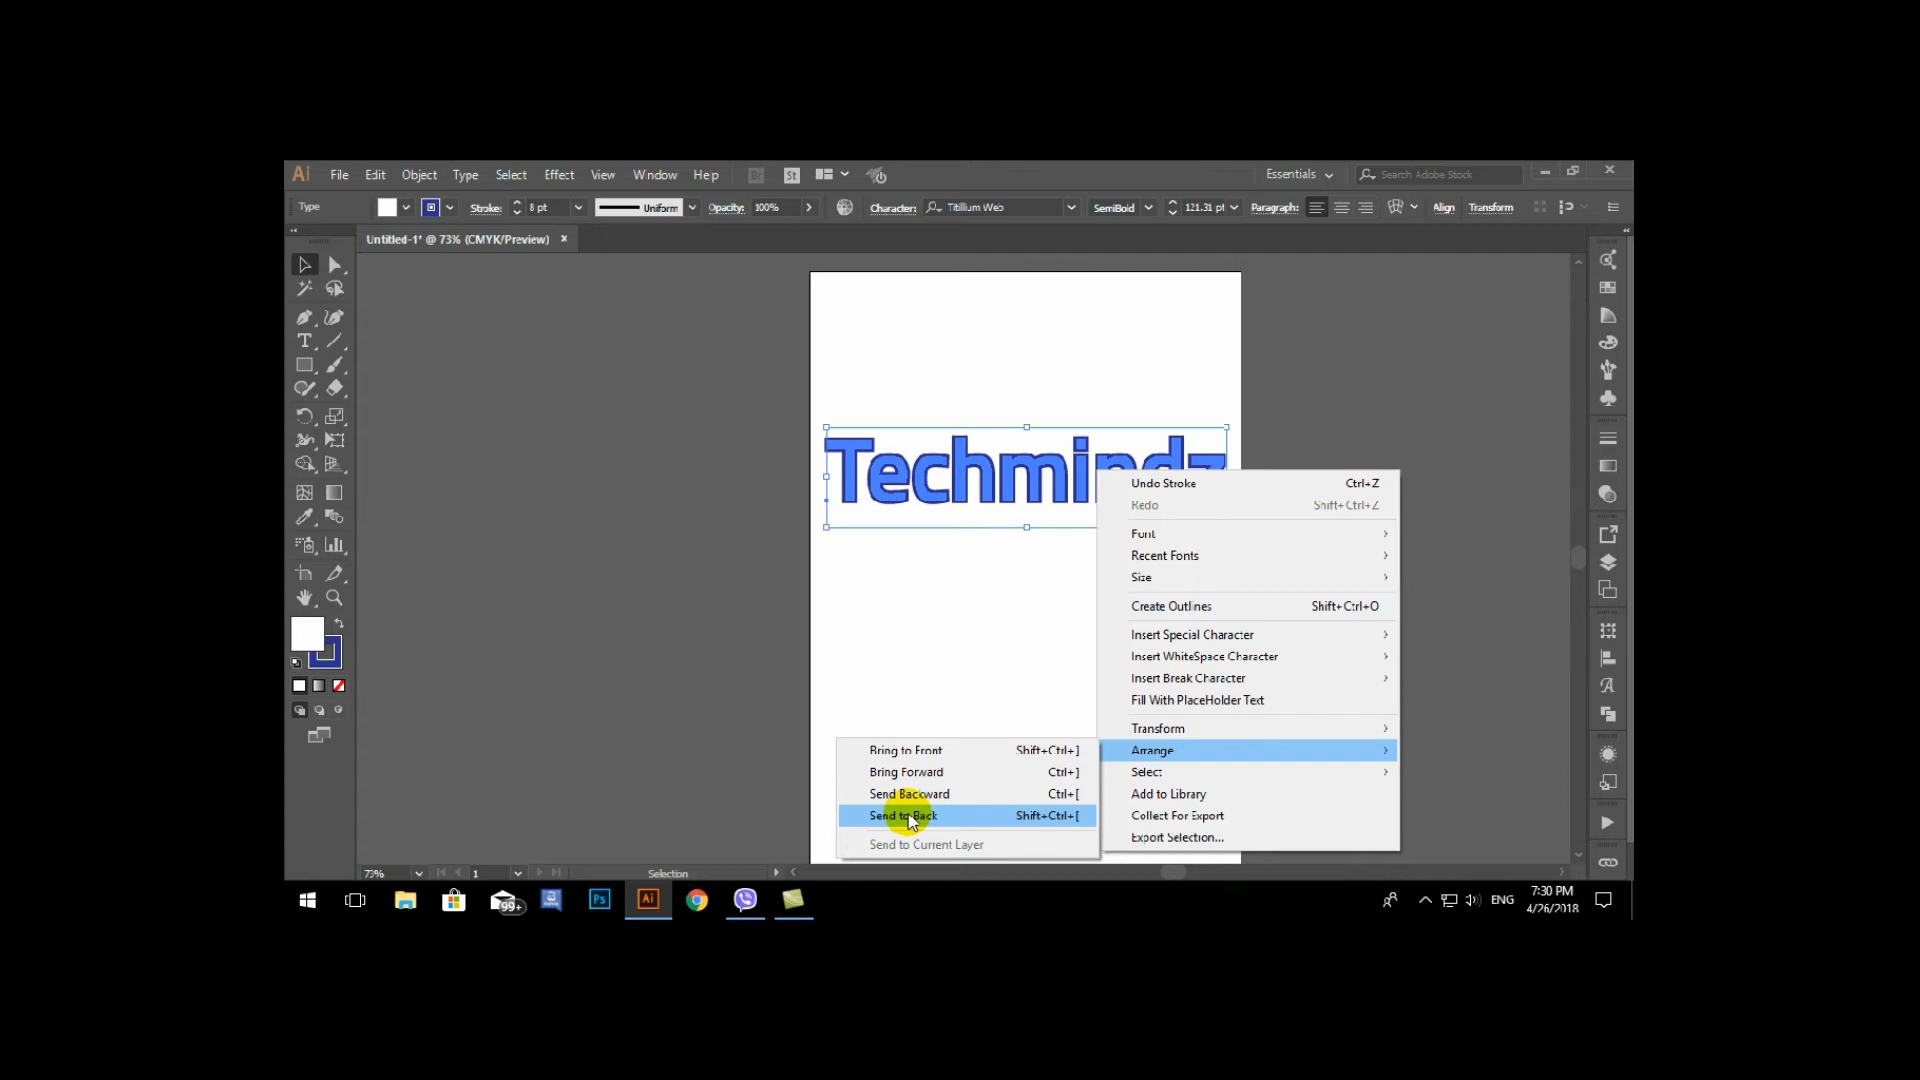 Ai File Edit Object Type Select Effect View Window Help Br St Essentials Search Adobe Stock
Type Stroke: 8 pt Uniform Opacity: 100% Character: Titillium Web SemiBold 121.31 pt Paragraph: Align Transform
Untitled-1* @ 73% (CMYK/Preview)
Techmindz
Undo Stroke Ctrl+Z
Redo Shift+Ctrl+Z
Font
Recent Fonts
Size
Create Outlines Shift+Ctrl+O
Insert Special Character
Insert WhiteSpace Character
Insert Break Character
Fill With PlaceHolder Text
Transform
Arrange
Select
Add to Library
Collect For Export
Export Selection...
Bring to Front Shift+Ctrl+]
Bring Forward Ctrl+]
Send Backward Ctrl+[
Send to Back Shift+Ctrl+[
Send to Current Layer
73% 1 Selection
99+ Ps Ai ENG 7:30 PM
4/26/2018